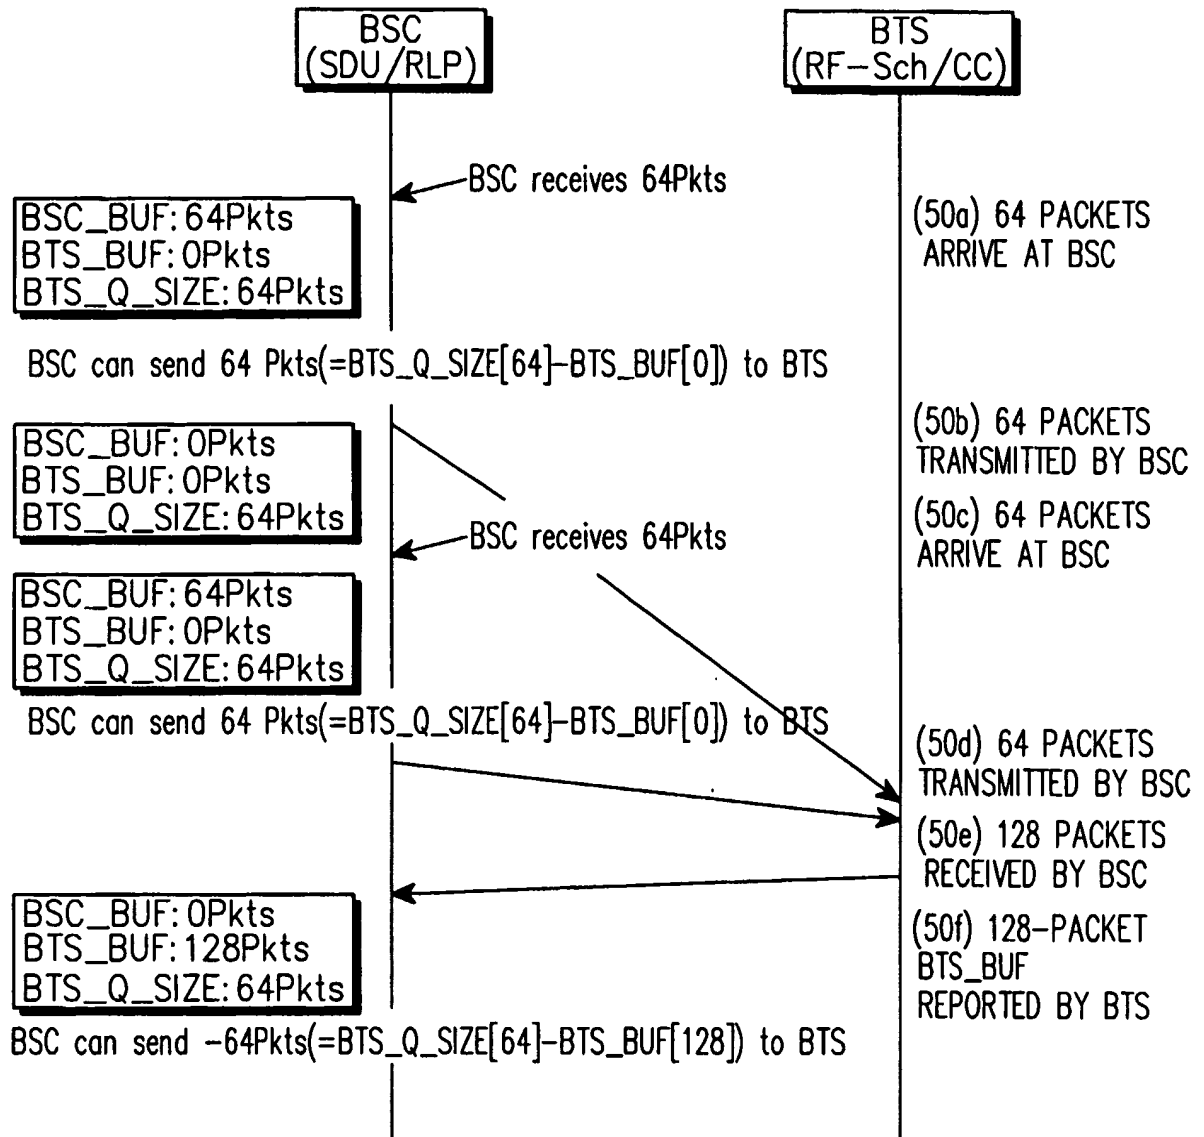 BSC
(SDU/RLP)
BTS
(RF-Sch/CC)
BSC receives 64Pkts
BSC_BUF:64Pkts
BTS_BUF:0Pkts
BTS_Q_SIZE:64Pkts
(50a) 64 PACKETS
ARRIVE AT BSC
BSC can send 64 Pkts(=BTS_Q_SIZE[64]-BTS_BUF[0]) to BTS
BSC_BUF:0Pkts
BTS_BUF:0Pkts
BTS_Q_SIZE:64Pkts
(50b) 64 PACKETS
TRANSMITTED BY BSC
BSC receives 64Pkts
(50c) 64 PACKETS
ARRIVE AT BSC
BSC_BUF:64Pkts
BTS_BUF:0Pkts
BTS_Q_SIZE:64Pkts
BSC can send 64 Pkts(=BTS_Q_SIZE[64]-BTS_BUF[0]) to BTS
(50d) 64 PACKETS
TRANSMITTED BY BSC
(50e) 128 PACKETS
RECEIVED BY BSC
BSC_BUF:0Pkts
BTS_BUF:128Pkts
BTS_Q_SIZE:64Pkts
(50f) 128-PACKET
BTS_BUF
REPORTED BY BTS
BSC can send -64Pkts(=BTS_Q_SIZE[64]-BTS_BUF[128]) to BTS